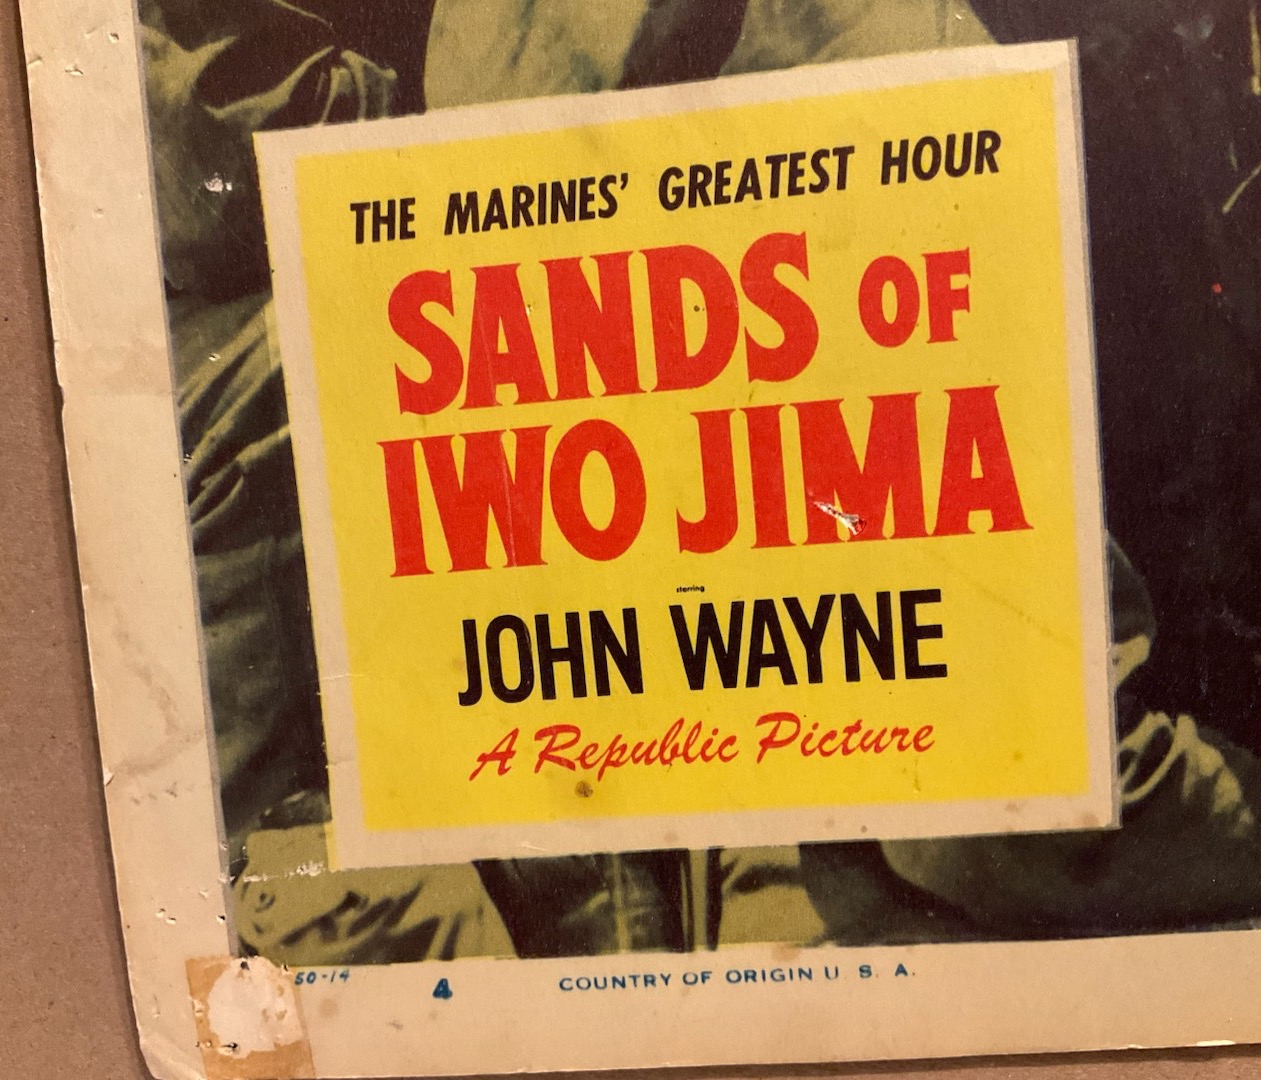 THE MARINES' GREATEST HOUR
SANDS OF
IWO JIMA
starring
JOHN WAYNE
A Republic Picture
50-14 4 COUNTRY OF ORIGIN U. S. A.